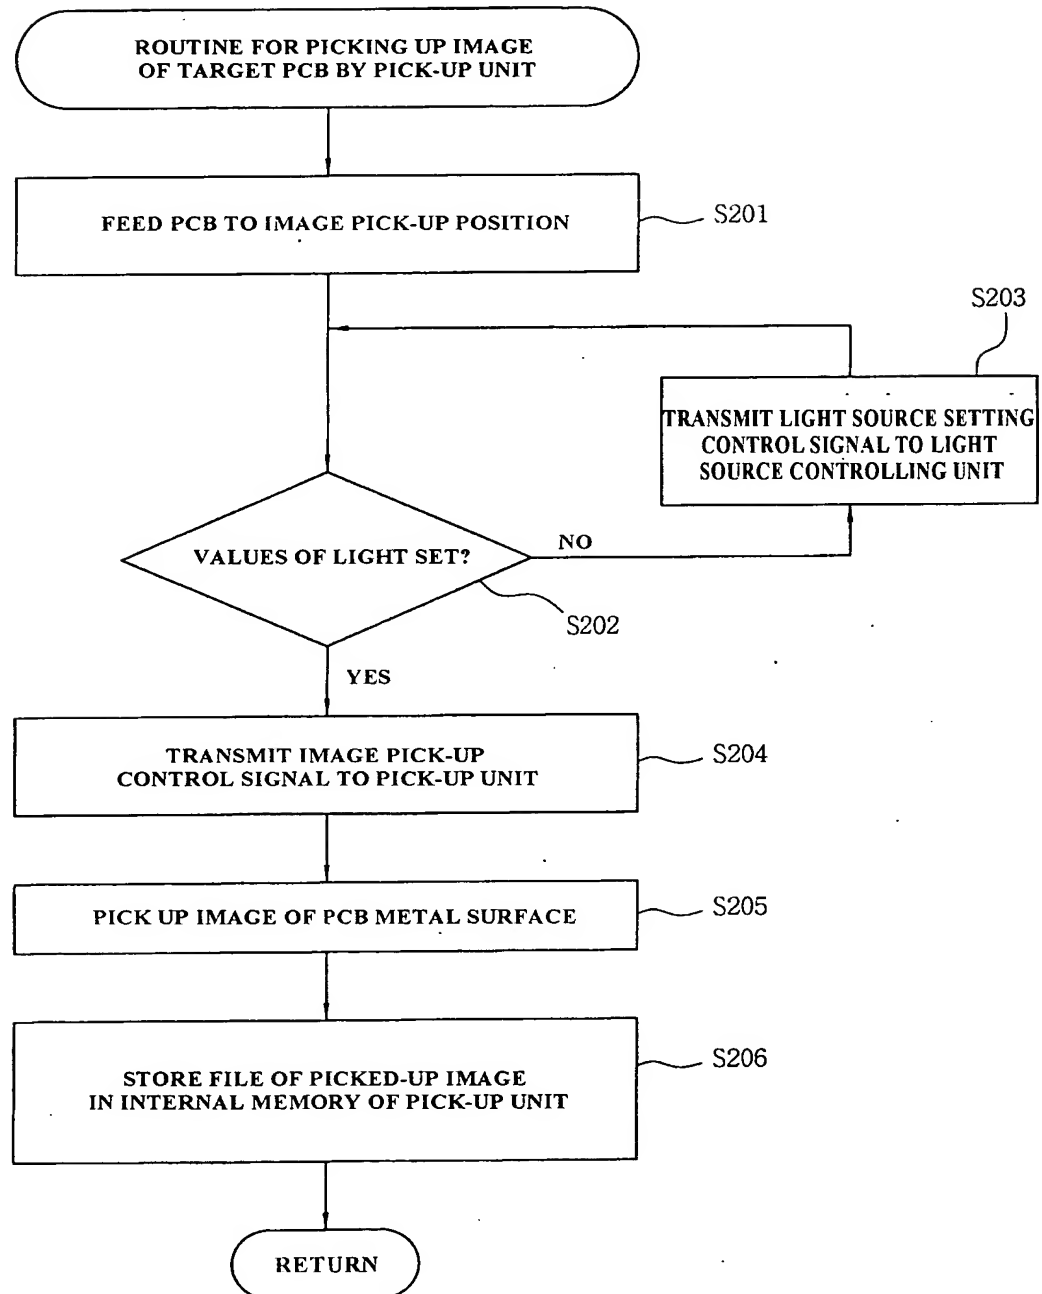 ROUTINE FOR PICKING UP IMAGE
OF TARGET PCB BY PICK-UP UNIT
FEED PCB TO IMAGE PICK-UP POSITION
S201
S203
TRANSMIT LIGHT SOURCE SETTING
CONTROL SIGNAL TO LIGHT
SOURCE CONTROLLING UNIT
VALUES OF LIGHT SET?
NO
S202
YES
TRANSMIT IMAGE PICK-UP
CONTROL SIGNAL TO PICK-UP UNIT
S204
PICK UP IMAGE OF PCB METAL SURFACE
S205
STORE FILE OF PICKED-UP IMAGE
IN INTERNAL MEMORY OF PICK-UP UNIT
S206
RETURN